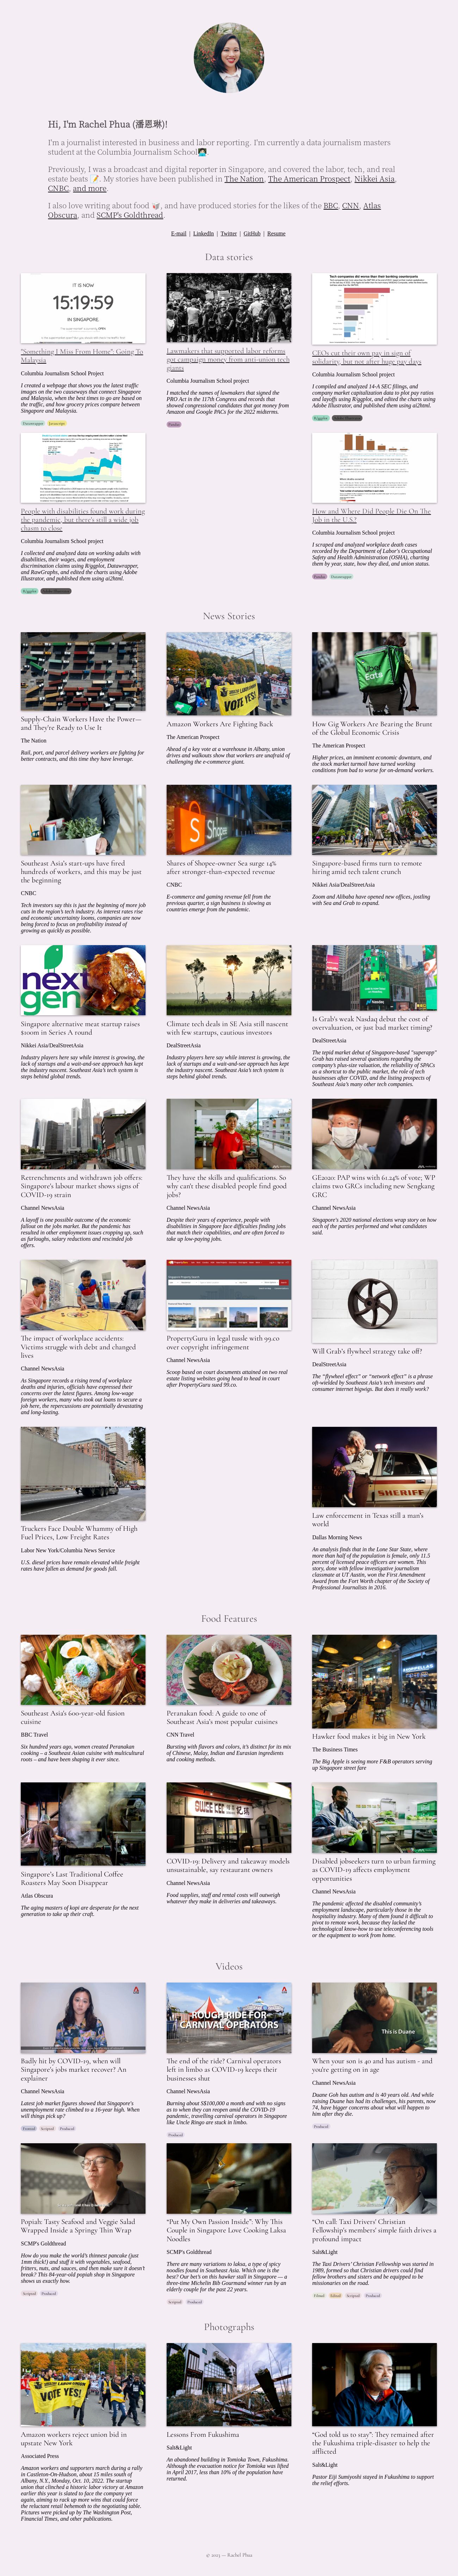 Hi, I'm Rachel Phua (潘恩琳)!
I'm a journalist interested in business and labor reporting. I'm currently a data journalism masters
student at the Columbia Journalism School👩🏻‍💻
Previously, I was a broadcast and digital reporter in Singapore, and covered the labor, tech, and real
estate beats 📝. My stories have been published in The Nation, The American Prospect, Nikkei Asia,
CNBC, and more.
I also love writing about food 🥡, and have produced stories for the likes of the BBC, CNN, Atlas
Obscura, and SCMP's Goldthread.
E-mail | LinkedIn | Twitter | GitHub | Resume
Data stories
IT IS NOW
15:19:59
IN SINGAPORE.
"Something I Miss From Home": Going To
Malaysia
Columbia Journalism School Project
I created a webpage that shows you the latest traffic
images on the two causeways that connect Singapore
and Malaysia, when the best times to go are based on
the traffic, and how grocery prices compare between
Singapore and Malaysia.
Datawrapper Javascript
Lawmakers that supported labor reforms
got campaign money from anti-union tech
giants
Columbia Journalism School project
I matched the names of lawmakers that signed the
PRO Act in the 117th Congress and records that
showed congressional candidates who got money from
Amazon and Google PACs for the 2022 midterms.
Pandas
Tech companies did worse than their banking counterparts
CEOs cut their own pay in sign of
solidarity, but not after huge pay days
Columbia Journalism School project
I compiled and analyzed 14-A SEC filings, and
company market capitalization data to plot pay ratios
and layoffs using R/ggplot, and edited the charts using
Adobe Illustrator, and published them using ai2html.
R/ggplot Adobe Illustrator
People with disabilities found work during
the pandemic, but there's still a wide job
chasm to close
Columbia Journalism School project
I collected and analyzed data on working adults with
disabilities, their wages, and employment
discrimination claims using R/ggplot, Datawrapper,
and RawGraphs, and edited the charts using Adobe
Illustrator, and published them using ai2html.
R/ggplot Adobe Illustrator
How and Where Did People Die On The
Job in the U.S.?
Columbia Journalism School project
I scraped and analyzed workplace death cases
recorded by the Department of Labor's Occupational
Safety and Health Administration (OSHA), charting
them by year, state, how they died, and union status.
Pandas Datawrapper
News Stories
Supply-Chain Workers Have the Power—
and They're Ready to Use It
The Nation
Rail, port, and parcel delivery workers are fighting for
better contracts, and this time they have leverage.
VOTE YES!
Amazon Workers Are Fighting Back
The American Prospect
Ahead of a key vote at a warehouse in Albany, union
drives and walkouts show that workers are unafraid of
challenging the e-commerce giant.
Uber
Eats
How Gig Workers Are Bearing the Brunt
of the Global Economic Crisis
The American Prospect
Higher prices, an imminent economic downturn, and
the stock market turmoil have turned working
conditions from bad to worse for on-demand workers.
Southeast Asia's start-ups have fired
hundreds of workers, and this may be just
the beginning
CNBC
Tech investors say this is just the beginning of more job
cuts in the region's tech industry. As interest rates rise
and economic uncertainty looms, companies are now
being forced to focus on profitability instead of
growing as quickly as possible.
Shopee
Shares of Shopee-owner Sea surge 14%
after stronger-than-expected revenue
CNBC
E-commerce and gaming revenue fell from the
previous quarter, a sign business is slowing as
countries emerge from the pandemic.
Singapore-based firms turn to remote
hiring amid tech talent crunch
Nikkei Asia/DealStreetAsia
Zoom and Alibaba have opened new offices, jostling
with Sea and Grab to expand.
next
gen
Singapore alternative meat startup raises
$100m in Series A round
Nikkei Asia/DealStreetAsia
Industry players here say while interest is growing, the
lack of startups and a wait-and-see approach has kept
the industry nascent. Southeast Asia's tech system is
steps behind global trends.
Climate tech deals in SE Asia still nascent
with few startups, cautious investors
DealStreetAsia
Industry players here say while interest is growing, the
lack of startups and a wait-and-see approach has kept
the industry nascent. Southeast Asia's tech system is
steps behind global trends.
Nasdaq
Is Grab's weak Nasdaq debut the cost of
overvaluation, or just bad market timing?
DealStreetAsia
The tepid market debut of Singapore-based "superapp"
Grab has raised several questions regarding the
company's plus-size valuation, the reliability of SPACs
as a shortcut to the public market, the role of tech
businesses after COVID, and the listing prospects of
Southeast Asia's many other tech companies.
Retrenchments and withdrawn job offers:
Singapore's labour market shows signs of
COVID-19 strain
Channel NewsAsia
A layoff is one possible outcome of the economic
fallout on the jobs market. But the pandemic has
resulted in other employment issues cropping up, such
as furloughs, salary reductions and rescinded job
offers.
They have the skills and qualifications. So
why can't these disabled people find good
jobs?
Channel NewsAsia
Despite their years of experience, people with
disabilities in Singapore face difficulties finding jobs
that match their capabilities, and are often forced to
take up low-paying jobs.
GE2020: PAP wins with 61.24% of vote; WP
claims two GRCs including new Sengkang
GRC
Channel NewsAsia
Singapore's 2020 national elections wrap story on how
each of the parties performed and what candidates
said.
The impact of workplace accidents:
Victims struggle with debt and changed
lives
Channel NewsAsia
As Singapore records a rising trend of workplace
deaths and injuries, officials have expressed their
concerns over the latest figures. Among low-wage
foreign workers, many who took out loans to secure a
job here, the repercussions are potentially devastating
and long-lasting.
PropertyGuru in legal tussle with 99.co
over copyright infringement
Channel NewsAsia
Scoop based on court documents attained on two real
estate listing websites going head to head in court
after PropertyGuru sued 99.co.
Will Grab's flywheel strategy take off?
DealStreetAsia
The "flywheel effect" or "network effect" is a phrase
oft-wielded by Southeast Asia's tech investors and
consumer internet bigwigs. But does it really work?
Truckers Face Double Whammy of High
Fuel Prices, Low Freight Rates
Labor New York/Columbia News Service
U.S. diesel prices have remain elevated while freight
rates have fallen as demand for goods fall.
SHERIFF
Law enforcement in Texas still a man's
world
Dallas Morning News
An analysis finds that in the Lone Star State, where
more than half of the population is female, only 11.5
percent of licensed peace officers are women. This
story, done with fellow investigative journalism
classmate at UT Austin, won the First Amendment
Award from the Fort Worth chapter of the Society of
Professional Journalists in 2016.
Food Features
Southeast Asia's 600-year-old fusion
cuisine
BBC Travel
Six hundred years ago, women created Peranakan
cooking – a Southeast Asian cuisine with multicultural
roots – and have been shaping it ever since.
Peranakan food: A guide to one of
Southeast Asia's most popular cuisines
CNN Travel
Bursting with flavors and colors, it's distinct for its mix
of Chinese, Malay, Indian and Eurasian ingredients
and cooking methods.
Hawker food makes it big in New York
The Business Times
The Big Apple is seeing more F&B operators serving
up Singapore street fare
Singapore's Last Traditional Coffee
Roasters May Soon Disappear
Atlas Obscura
The aging masters of kopi are desperate for the next
generation to take up their craft.
COVID-19: Delivery and takeaway models
unsustainable, say restaurant owners
Channel NewsAsia
Food supplies, staff and rental costs will outweigh
whatever they make in deliveries and takeaways.
Disabled jobseekers turn to urban farming
as COVID-19 affects employment
opportunities
Channel NewsAsia
The pandemic affected the disabled community's
employment landscape, particularly those in the
hospitality industry. Many of them found it difficult to
pivot to remote work, because they lacked the
technological know-how to use teleconferencing tools
or the equipment to work from home.
Videos
Badly hit by COVID-19, when will
Singapore's jobs market recover? An
explainer
Channel NewsAsia
Latest job market figures showed that Singapore's
unemployment rate climbed to a 16-year high. When
will things pick up?
Scripted Produced
ROUGH RIDE FOR
CARNIVAL OPERATORS
The end of the ride? Carnival operators
left in limbo as COVID-19 keeps their
businesses shut
Channel NewsAsia
Burning about S$100,000 a month and with no signs
as to when they can reopen amid the COVID-19
pandemic, travelling carnival operators in Singapore
like Uncle Ringo are stuck in limbo.
Produced
This is Duane
When your son is 40 and has autism - and
you're getting on in age
Channel NewsAsia
Duane Goh has autism and is 40 years old. And while
raising Duane has had its challenges, his parents, now
74, have bigger concerns about what will happen to
him after they die.
Produced
Popiah: Tasty Seafood and Veggie Salad
Wrapped Inside a Springy Thin Wrap
SCMP's Goldthread
How do you make the world's thinnest pancake (just
1mm thick!) and stuff it with vegetables, seafood,
fritters, nuts, and sauces, and then make sure it doesn't
break? This 84-year-old popiah shop in Singapore
shows us exactly how.
Scripted Produced
"Put My Own Passion Inside": Why This
Couple in Singapore Love Cooking Laksa
Noodles
SCMP's Goldthread
There are many variations to laksa, a type of spicy
noodles found in Southeast Asia. Which one is the
best? Our bet's on this hawker stall in Singapore — a
three-time Michelin Bib Gourmand winner run by an
elderly couple for the past 22 years.
Scripted Produced
"On call: Taxi Drivers' Christian
Fellowship's members' simple faith drives a
profound impact
Salt&Light
The Taxi Drivers' Christian Fellowship was started in
1989, formed so that Christian drivers could find
fellow brothers and sisters and be equipped to be
missionaries on the road.
Filmed Edited Scripted Produced
Photographs
VOTE YES!
Amazon workers reject union bid in
upstate New York
Associated Press
Amazon workers and supporters march during a rally
in Castleton-On-Hudson, about 15 miles south of
Albany, N.Y., Monday, Oct. 10, 2022. The startup
union that clinched a historic labor victory at Amazon
earlier this year is slated to face the company yet
again, aiming to rack up more wins that could force
the reluctant retail behemoth to the negotiating table.
Pictures were picked up by The Washington Post,
Financial Times, and other publications.
Lessons From Fukushima
Salt&Light
An abandoned building in Tomioka Town, Fukushima.
Although the evacuation notice for Tomioka was lifted
in April 2017, less than 10% of the population have
returned.
"God told us to stay": They remained after
the Fukushima triple-disaster to help the
afflicted
Salt&Light
Pastor Eiji Sumiyoshi stayed in Fukushima to support
the relief efforts.
© 2023 — Rachel Phua